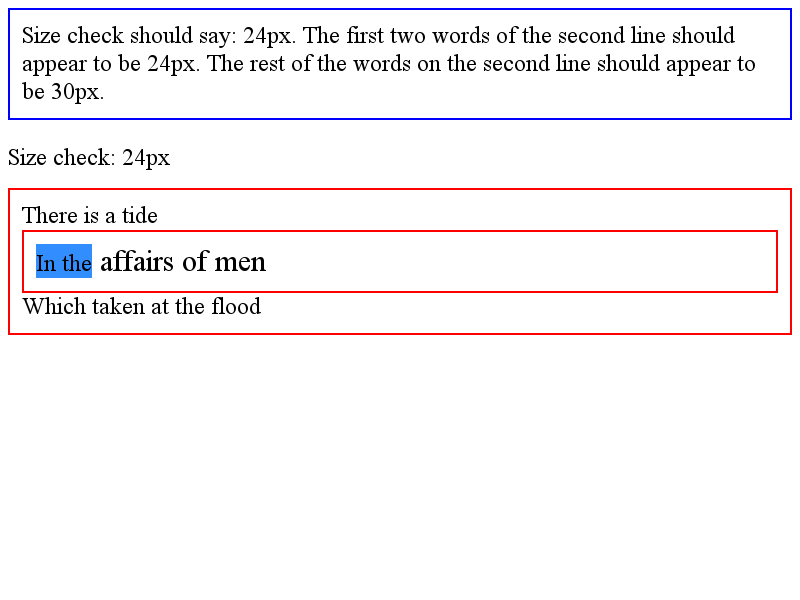 Size check should say: 24px. The first two words of the second line should
appear to be 24px. The rest of the words on the second line should appear to
be 30px.
Size check: 24px
There is a tide
In the affairs of men
Which taken at the flood